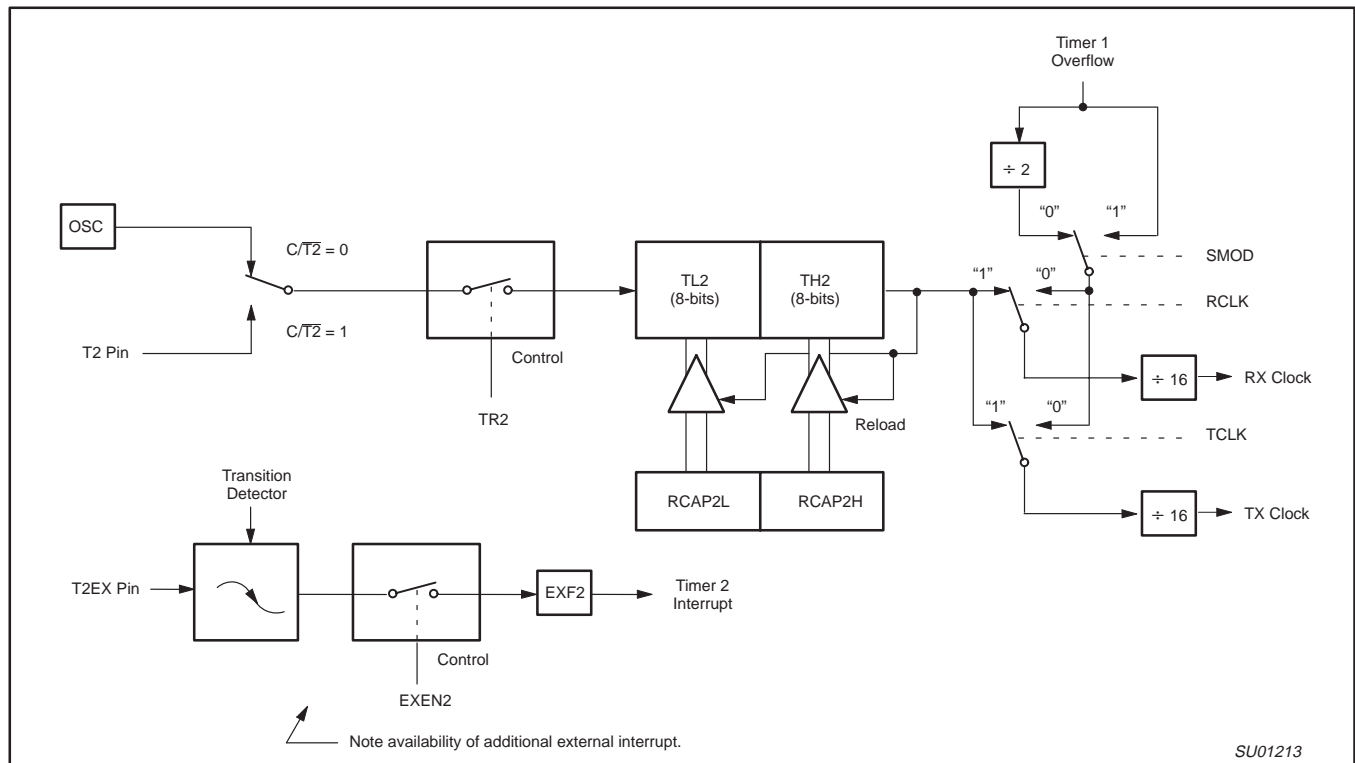 Timer 1
Overflow
÷ 2
“0”
“1”
OSC
C/T2 = 0
C/T2 = 1
T2 Pin
Control
TR2
TL2
(8-bits)
TH2
(8-bits)
SMOD
“1”
“0”
RCLK
÷ 16
RX Clock
“1”
“0”
TCLK
Reload
RCAP2L
RCAP2H
÷ 16
TX Clock
Transition
Detector
T2EX Pin
EXF2
Timer 2
Interrupt
Control
EXEN2
Note availability of additional external interrupt.
SU01213